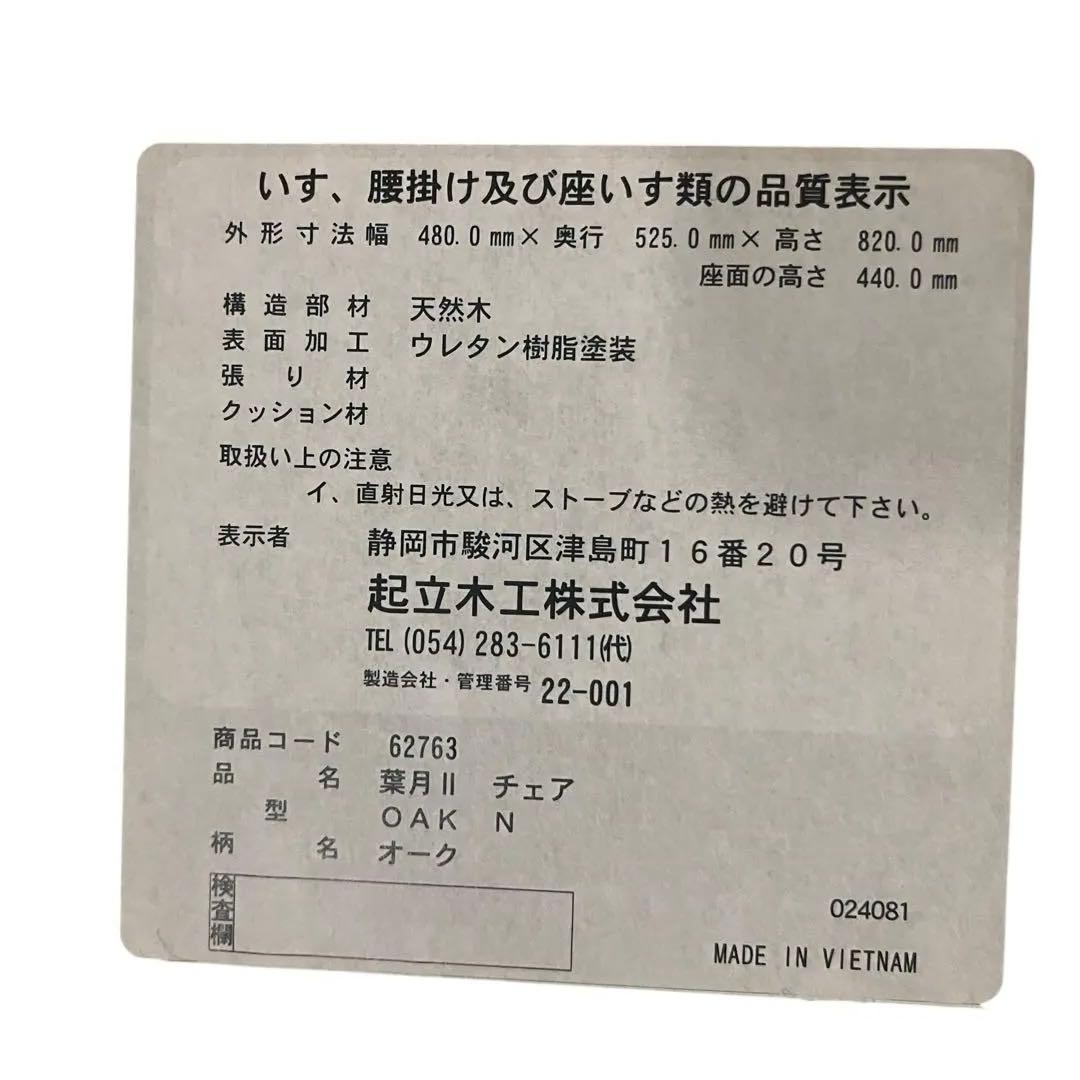 いす、腰掛け及び座いす類の品質表示
外形寸法幅 480.0㎜× 奥行 525.0㎜× 高さ 820.0㎜
座面の高さ 440.0㎜
構造部材 天然木
表面加工 ウレタン樹脂塗装
張り材
クッション材
取扱い上の注意
イ、直射日光又は、ストーブなどの熱を避けて下さい。
表示者 静岡市駿河区津島町16番20号
起立木工株式会社
TEL (054) 283-6111㈹
製造会社・管理番号 22-001
商品コード 62763
品名 葉月Ⅱ チェア
型 OAK N
柄名 オーク
検査欄
024081
MADE IN VIETNAM